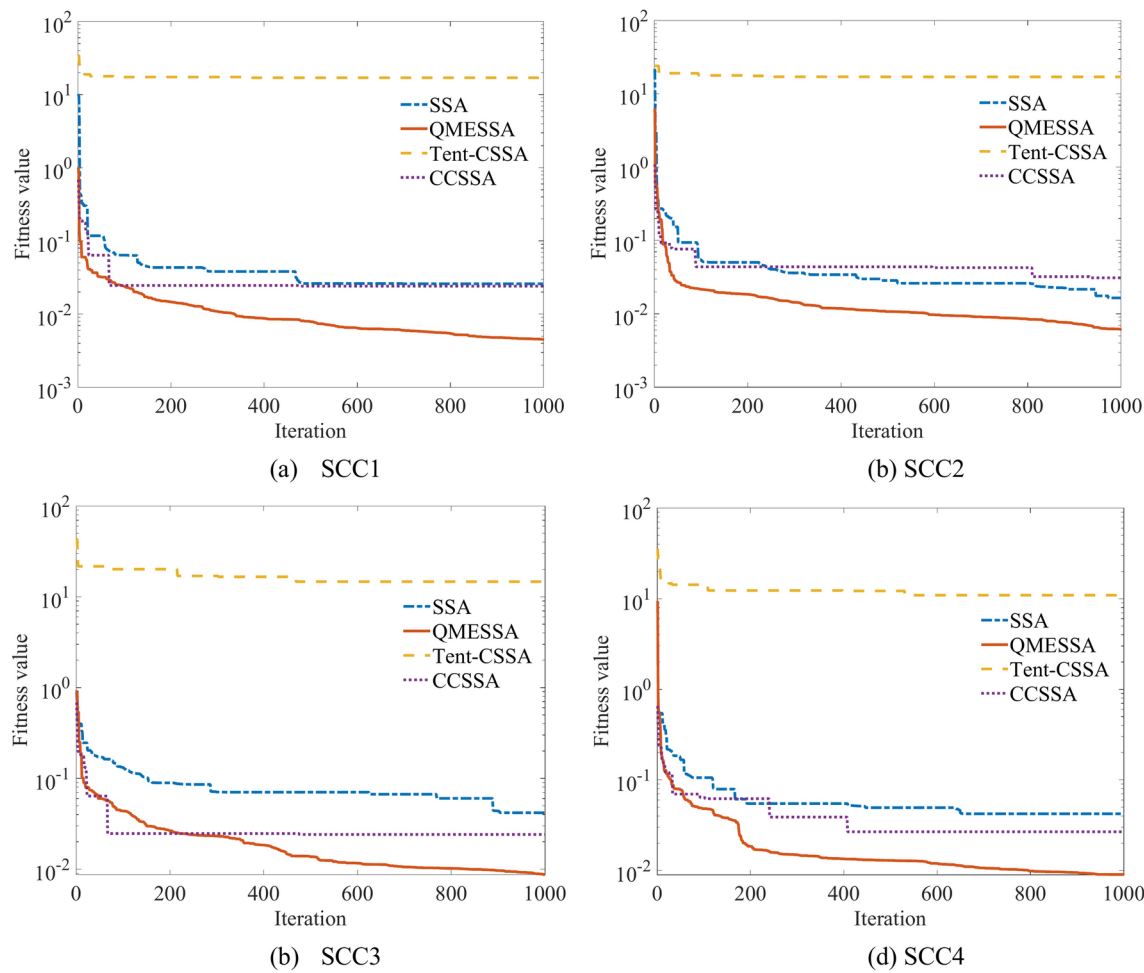 10^2
10^1
10^0
10^-1
10^-2
10^-3
Fitness value
SSA
QMESSA
Tent-CSSA
CCSSA
0 200 400 600 800 1000
Iteration
(a) SCC1
10^2
10^1
10^0
10^-1
10^-2
10^-3
Fitness value
SSA
QMESSA
Tent-CSSA
CCSSA
0 200 400 600 800 1000
Iteration
(b) SCC2
10^2
10^1
10^0
10^-1
10^-2
Fitness value
SSA
QMESSA
Tent-CSSA
CCSSA
0 200 400 600 800 1000
Iteration
(b) SCC3
10^2
10^1
10^0
10^-1
10^-2
Fitness value
SSA
QMESSA
Tent-CSSA
CCSSA
0 200 400 600 800 1000
Iteration
(d) SCC4